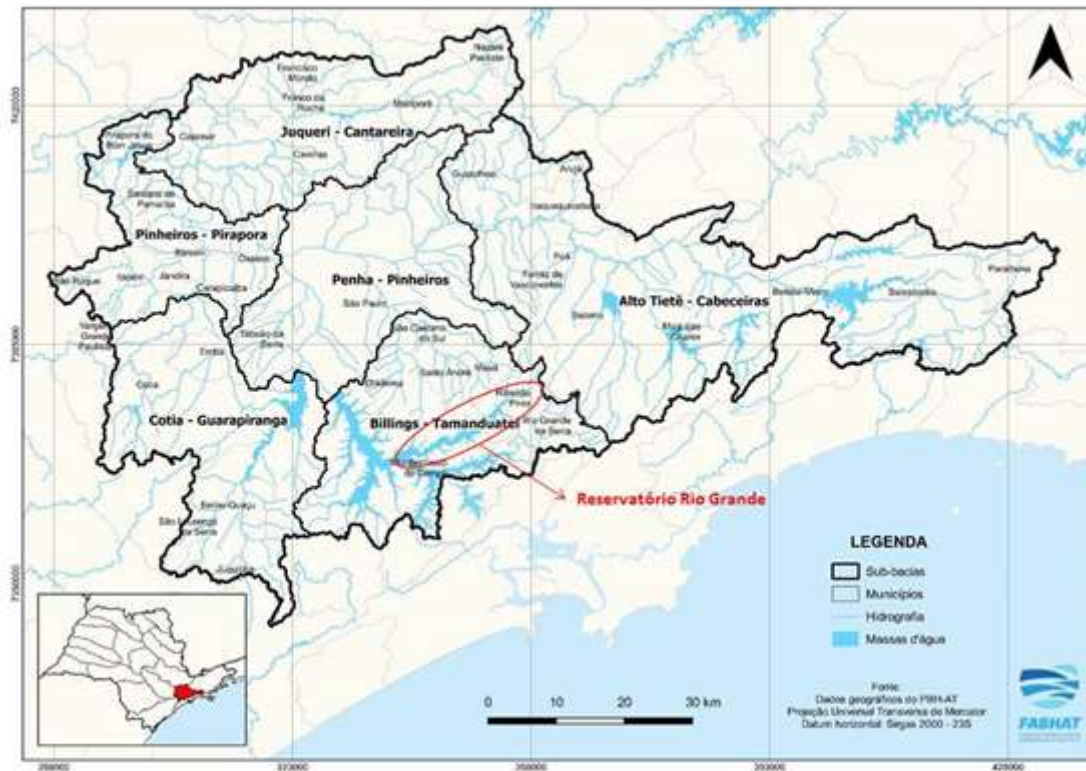 Nazaré
Paulista
Francisco
Morato
Franco da
Rocha
Mairiporã
Juqueri - Cantareira
Cajamar
Pirapora do
Bom Jesus
Caieiras
Guarulhos
Arujá
Santana de
Parnaíba
Itaquaquecetuba
Pinheiros - Pirapora
Barueri
Osasco
Poá
São Roque
Itapevi
Jandira
Carapicuíba
Penha - Pinheiros
Ferraz de
Vasconcelos
Paraibuna
São Paulo
Suzano
Alto Tietê - Cabeceiras
Biritiba-Mirim
Salesópolis
Vargem
Grande
Paulista
Taboão da
Serra
São Caetano
do Sul
Mogi das
Cruzes
Embu
Cotia
Diadema
Santo André
Mauá
Ribeirão
Pires
Cotia - Guarapiranga
Billings - Tamanduateí
Rio Grande
da Serra
Reservatório Rio Grande
Embu-Guaçu
São Lourenço
da Serra
Juquitiba
LEGENDA
Sub-bacias
Municípios
Hidrografia
Massas d'água
0 10 20 30 km
Fonte:
Dados geográficos do PBH-AT
Projeção Universal Transversa de Mercator
Datum horizontal: Sirgas 2000 - 23S
FABHAT